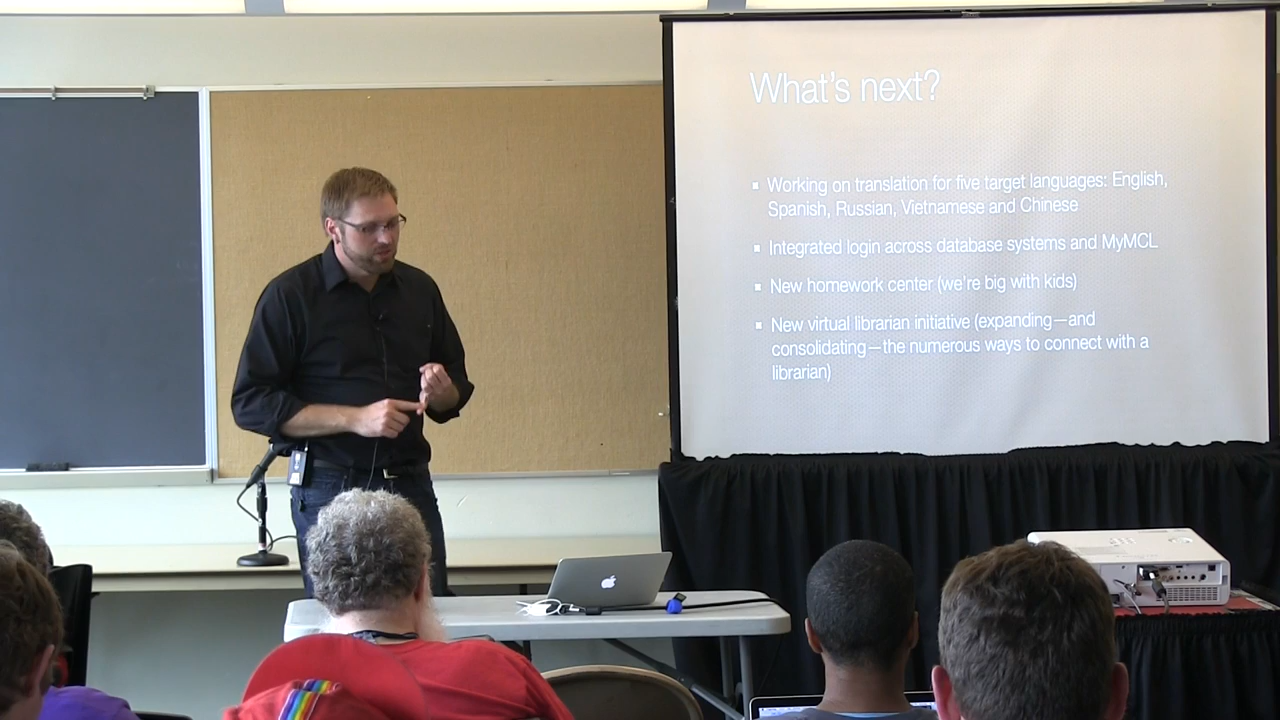 What's next?
▪ Working on translation for five target languages: English,
Spanish, Russian, Vietnamese and Chinese
▪ Integrated login across database systems and MyMCL
▪ New homework center (we're big with kids)
▪ New virtual librarian initiative (expanding—and
consolidating—the numerous ways to connect with a
librarian)